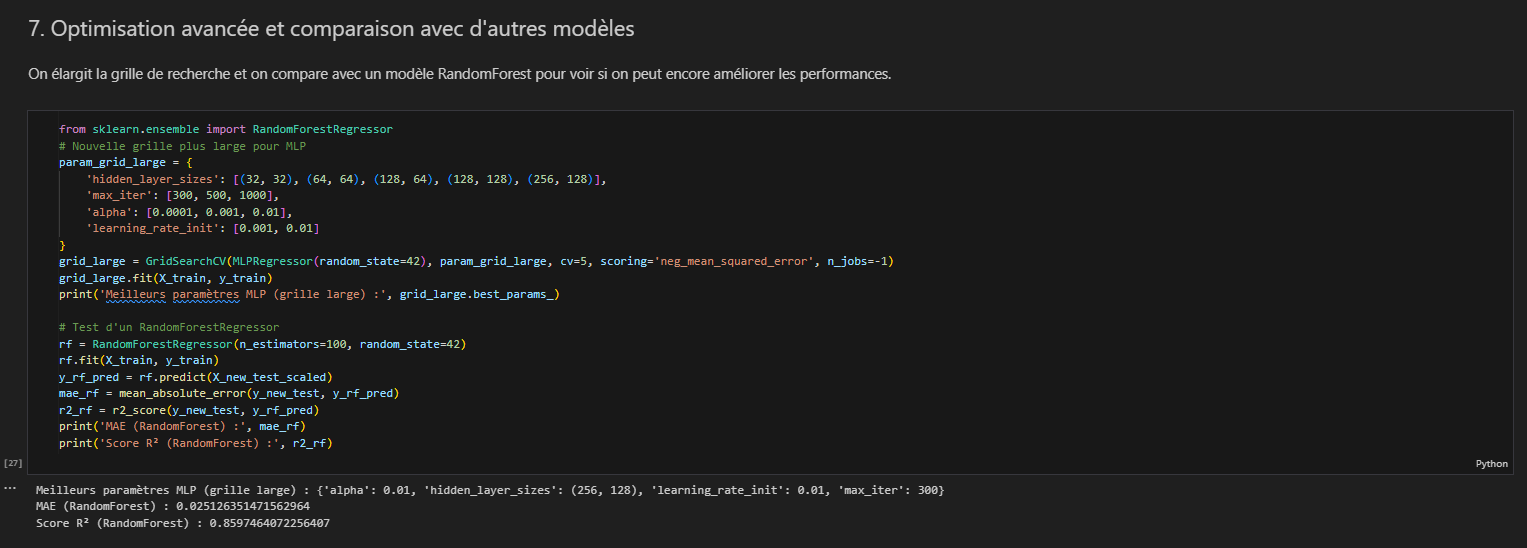 7. Optimisation avancée et comparaison avec d'autres modèles
On élargit la grille de recherche et on compare avec un modèle RandomForest pour voir si on peut encore améliorer les performances.
from sklearn.ensemble import RandomForestRegressor
# Nouvelle grille plus large pour MLP
param_grid_large = {
    'hidden_layer_sizes': [(32, 32), (64, 64), (128, 64), (128, 128), (256, 128)],
    'max_iter': [300, 500, 1000],
    'alpha': [0.0001, 0.001, 0.01],
    'learning_rate_init': [0.001, 0.01]
}
grid_large = GridSearchCV(MLPRegressor(random_state=42), param_grid_large, cv=5, scoring='neg_mean_squared_error', n_jobs=-1)
grid_large.fit(X_train, y_train)
print('Meilleurs paramètres MLP (grille large) :', grid_large.best_params_)
# Test d'un RandomForestRegressor
rf = RandomForestRegressor(n_estimators=100, random_state=42)
rf.fit(X_train, y_train)
y_rf_pred = rf.predict(X_new_test_scaled)
mae_rf = mean_absolute_error(y_new_test, y_rf_pred)
r2_rf = r2_score(y_new_test, y_rf_pred)
print('MAE (RandomForest) :', mae_rf)
print('Score R² (RandomForest) :', r2_rf)
[27]
Python
... Meilleurs paramètres MLP (grille large) : {'alpha': 0.01, 'hidden_layer_sizes': (256, 128), 'learning_rate_init': 0.01, 'max_iter': 300}
MAE (RandomForest) : 0.025126351471562964
Score R² (RandomForest) : 0.8597464072256407